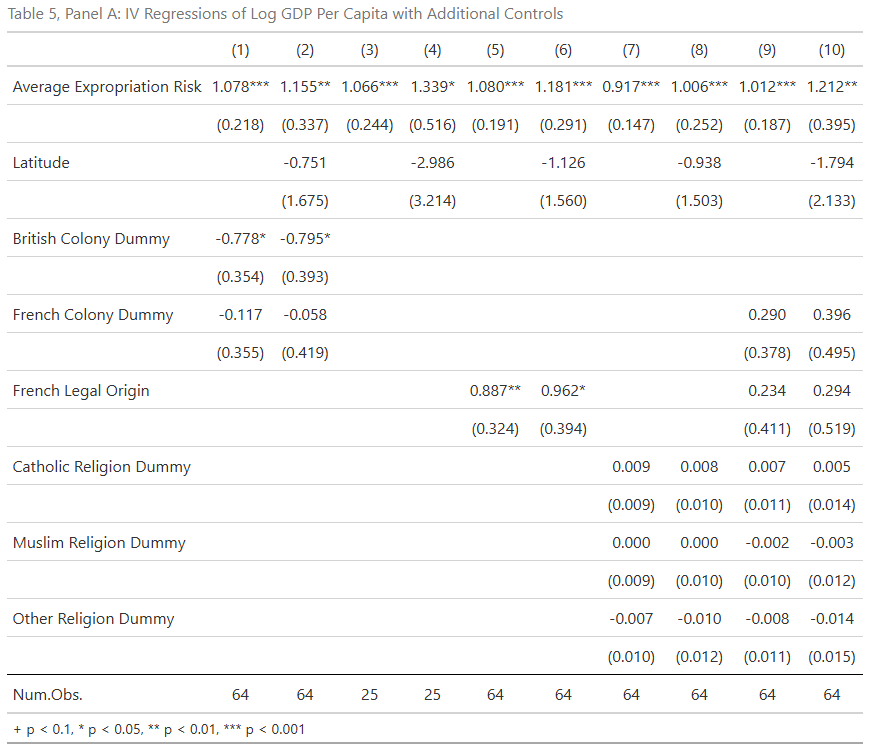 Table 5, Panel A: IV Regressions of Log GDP Per Capita with Additional Controls
(1) (2) (3) (4) (5) (6) (7) (8) (9) (10)
Average Expropriation Risk 1.078*** 1.155** 1.066*** 1.339* 1.080*** 1.181*** 0.917*** 1.006*** 1.012*** 1.212**
(0.218) (0.337) (0.244) (0.516) (0.191) (0.291) (0.147) (0.252) (0.187) (0.395)
Latitude -0.751 -2.986 -1.126 -0.938 -1.794
(1.675) (3.214) (1.560) (1.503) (2.133)
British Colony Dummy -0.778* -0.795*
(0.354) (0.393)
French Colony Dummy -0.117 -0.058 0.290 0.396
(0.355) (0.419) (0.378) (0.495)
French Legal Origin 0.887** 0.962* 0.234 0.294
(0.324) (0.394) (0.411) (0.519)
Catholic Religion Dummy 0.009 0.008 0.007 0.005
(0.009) (0.010) (0.011) (0.014)
Muslim Religion Dummy 0.000 0.000 -0.002 -0.003
(0.009) (0.010) (0.010) (0.012)
Other Religion Dummy -0.007 -0.010 -0.008 -0.014
(0.010) (0.012) (0.011) (0.015)
Num.Obs. 64 64 25 25 64 64 64 64 64 64
+ p < 0.1, * p < 0.05, ** p < 0.01, *** p < 0.001